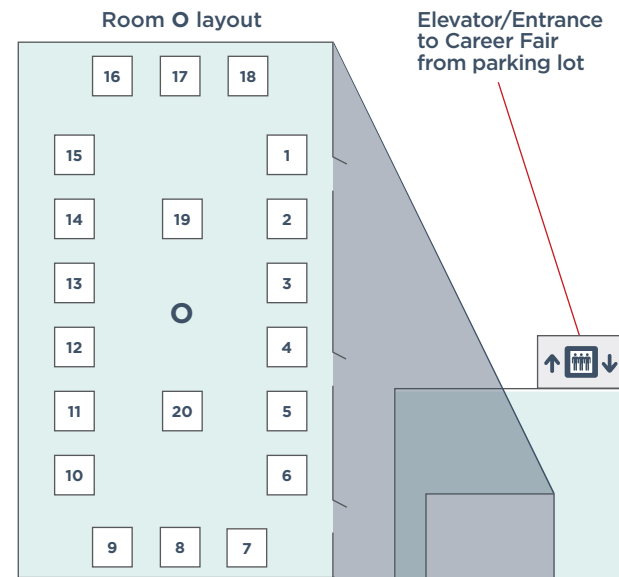 Room O layout
Elevator/Entrance
to Career Fair
from parking lot
16 17 18
15 1
14 19 2
13 3
O
12 4
11 20 5
10 6
9 8 7